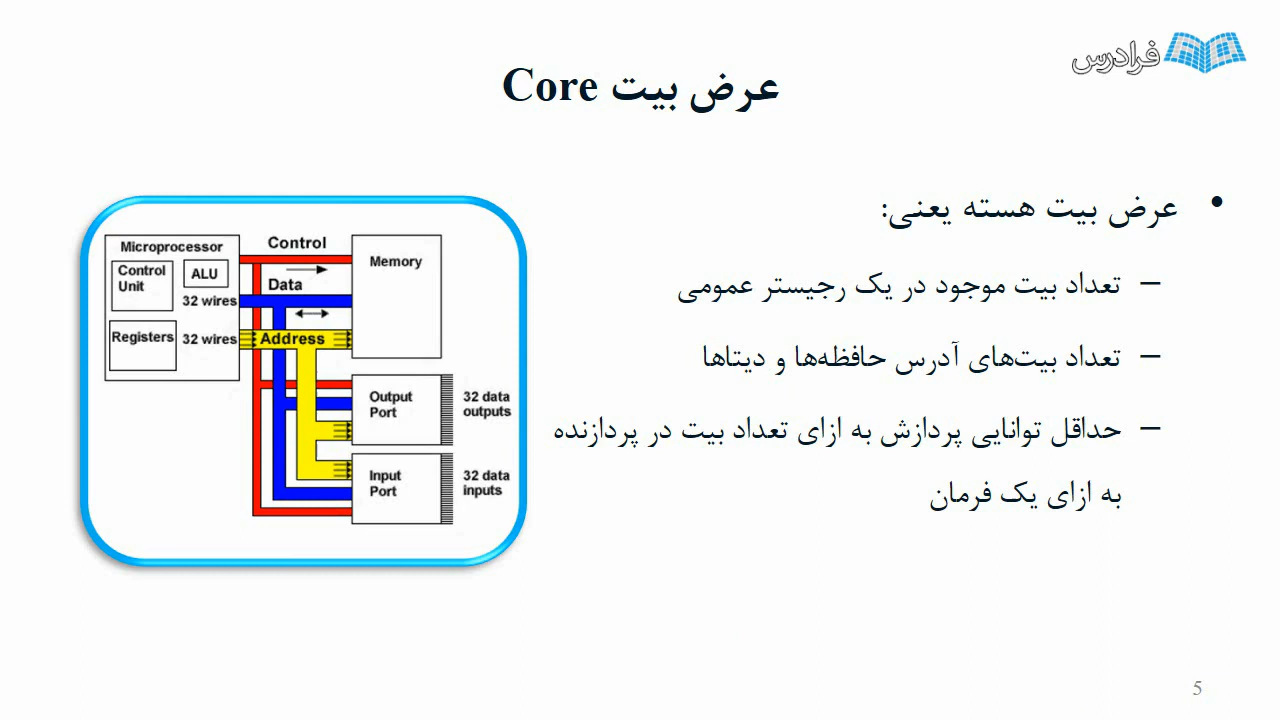 فرادرس
عرض بیت Core
• عرض بیت هسته یعنی:
– تعداد بیت موجود در یک رجیستر عمومی
– تعداد بیت‌های آدرس حافظه‌ها و دیتاها
– حداقل توانایی پردازش به ازای تعداد بیت در پردازنده
به ازای یک فرمان
Microprocessor
Control
Unit
ALU
32 wires
Registers
32 wires
Control
Data
Address
Memory
Output
Port
32 data
outputs
Input
Port
32 data
inputs
5